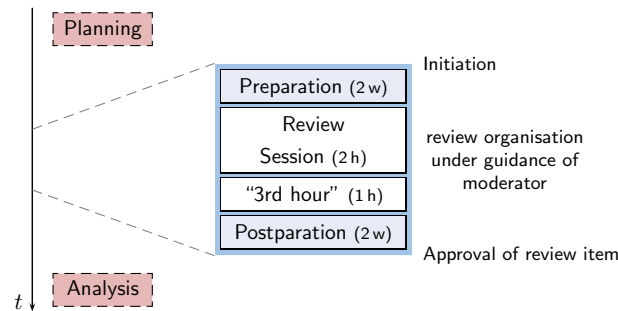 Planning
Initiation
Preparation (2 w)
Review
Session (2 h)
review organisation
under guidance of
moderator
“3rd hour” (1 h)
Postparation (2 w)
Approval of review item
Analysis
t